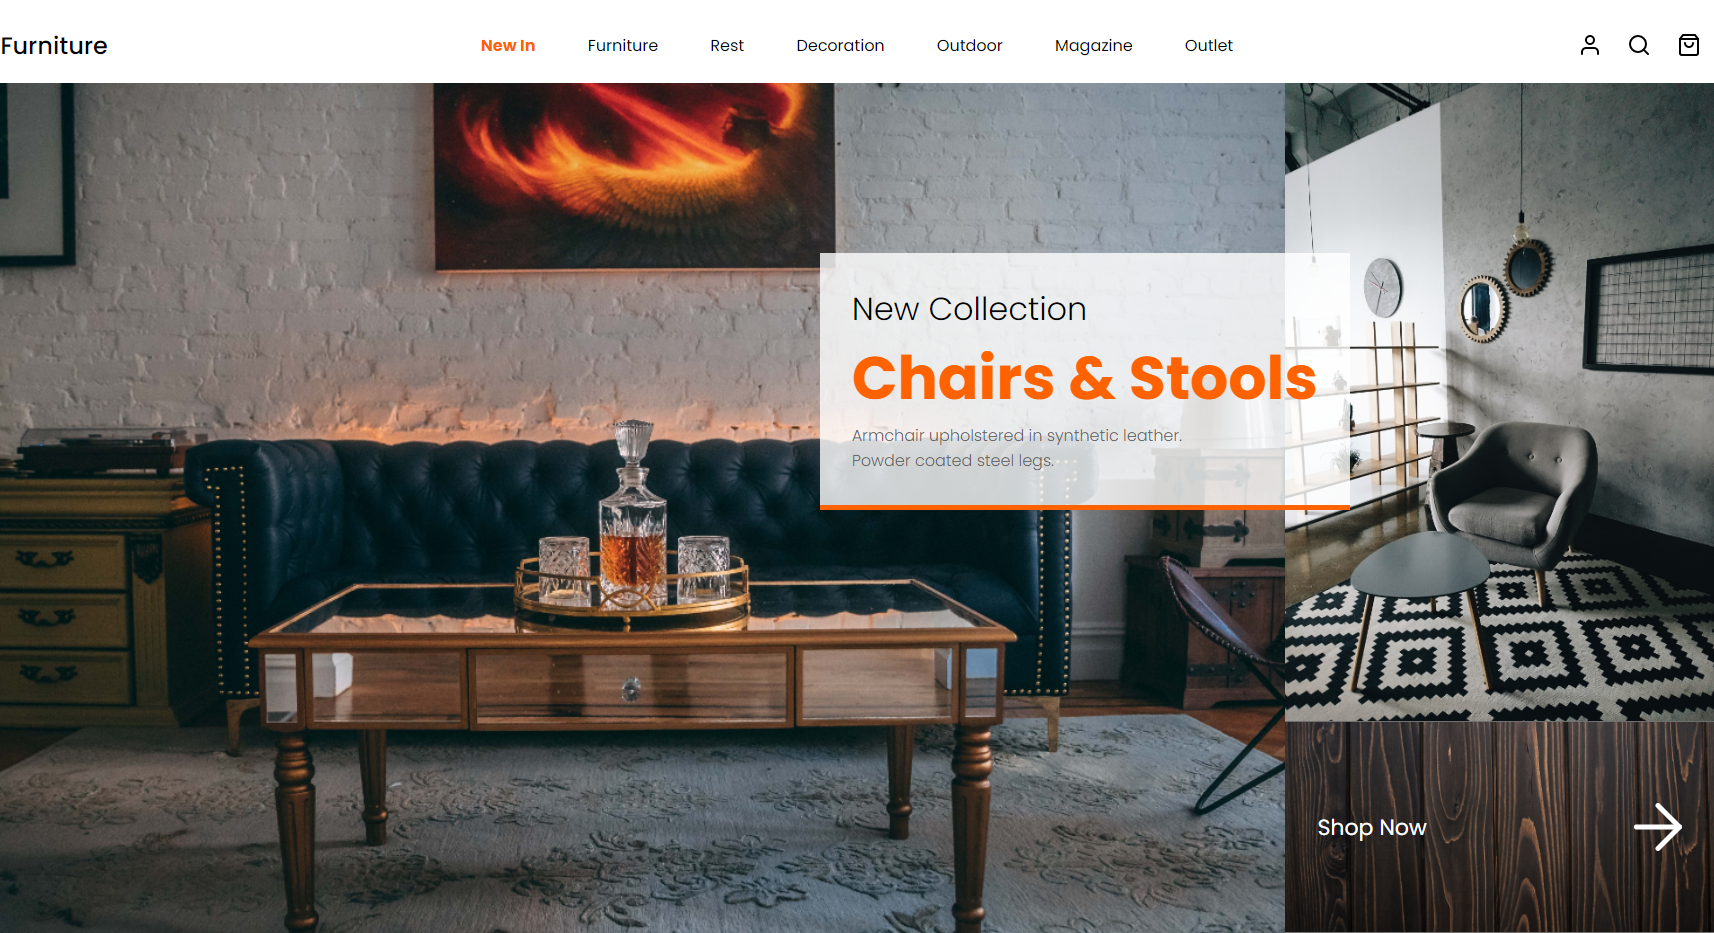 Furniture
New In Furniture Rest Decoration Outdoor Magazine Outlet
New Collection
Chairs & Stools
Armchair upholstered in synthetic leather.
Powder coated steel legs.
Shop Now